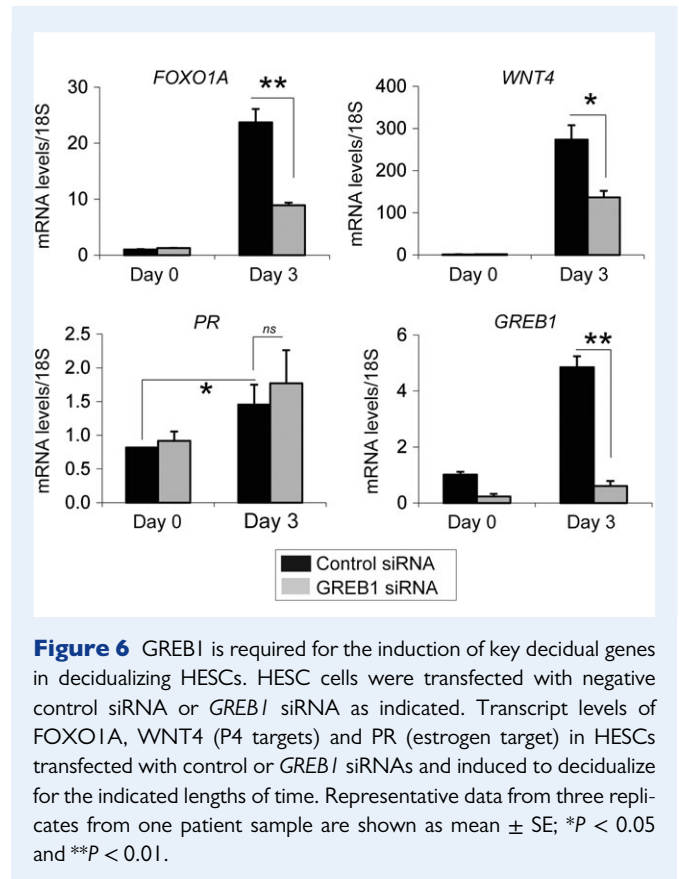 FOXO1A
**
30
20
10
0
mRNA levels/18S
Day 0
Day 3
WNT4
*
400
300
200
100
0
mRNA levels/18S
Day 0
Day 3
PR
ns
*
2.5
2.0
1.5
1.0
0.5
0.0
mRNA levels/18S
Day 0
Day 3
GREB1
**
6
4
2
0
mRNA levels/18S
Day 0
Day 3
Control siRNA
GREB1 siRNA
Figure 6 GREB1 is required for the induction of key decidual genes
in decidualizing HESCs. HESC cells were transfected with negative
control siRNA or GREB1 siRNA as indicated. Transcript levels of
FOXO1A, WNT4 (P4 targets) and PR (estrogen target) in HESCs
transfected with control or GREB1 siRNAs and induced to decidualize
for the indicated lengths of time. Representative data from three repli-
cates from one patient sample are shown as mean ± SE; *P < 0.05
and **P < 0.01.